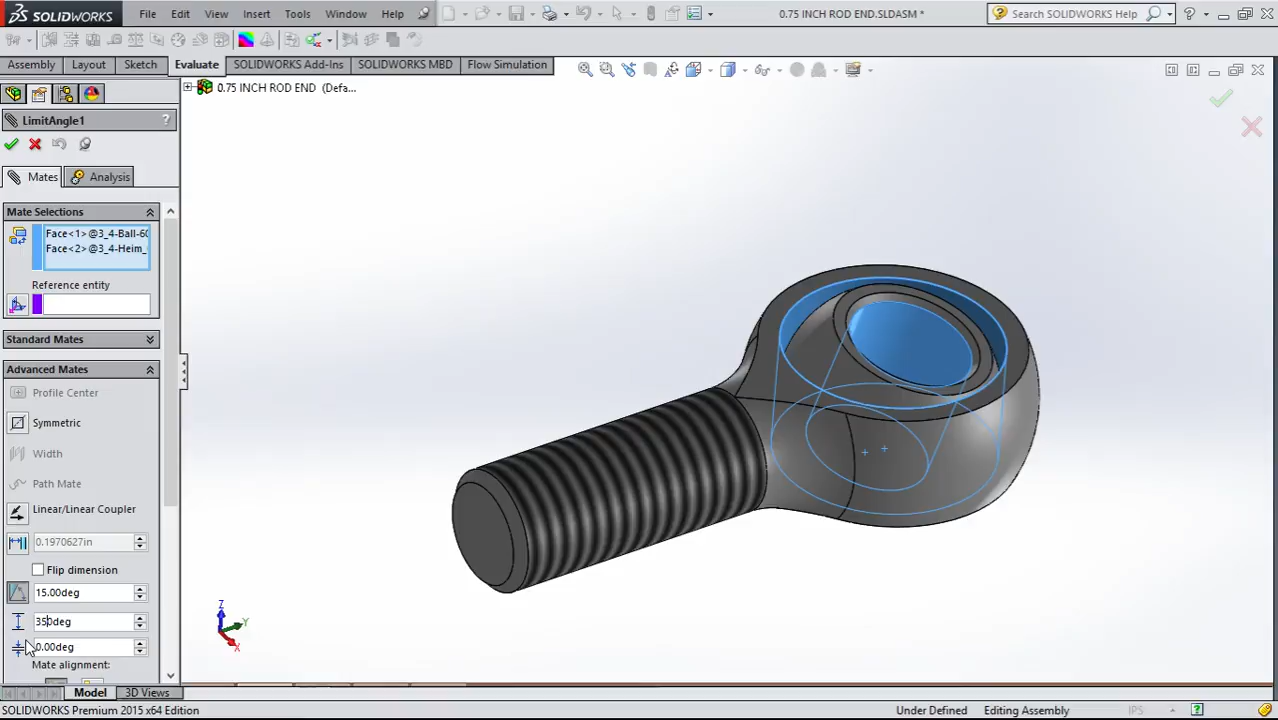 SOLIDWORKS File Edit View Insert Tools Window Help 0.75 INCH ROD END.SLDASM * Search SOLIDWORKS Help
Assembly Layout Sketch Evaluate SOLIDWORKS Add-Ins SOLIDWORKS MBD Flow Simulation
0.75 INCH ROD END (Defa...
LimitAngle1 ?
Mates Analysis
Mate Selections
Face<1>@3_4-Ball-60
Face<2>@3_4-Heim_
Reference entity
Standard Mates
Advanced Mates
Profile Center
Symmetric
Width
Path Mate
Linear/Linear Coupler
0.1970627in
Flip dimension
15.00deg
350deg
0.00deg
Mate alignment:
Z
Y
X
Model 3D Views
SOLIDWORKS Premium 2015 x64 Edition Under Defined Editing Assembly IPS